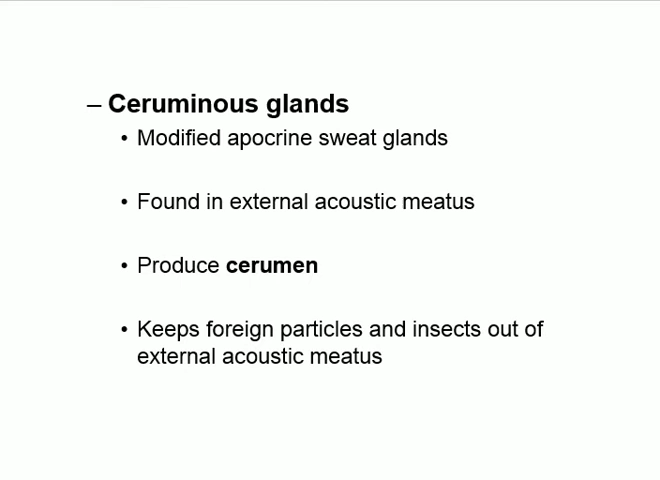 – Ceruminous glands
• Modified apocrine sweat glands
• Found in external acoustic meatus
• Produce cerumen
• Keeps foreign particles and insects out of
external acoustic meatus